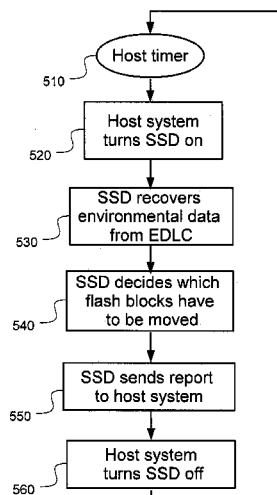 Host timer
510
Host system
turns SSD on
520
SSD recovers
environmental data
from EDLC
530
SSD decides which
flash blocks have
to be moved
540
SSD sends report
to host system
550
Host system
turns SSD off
560